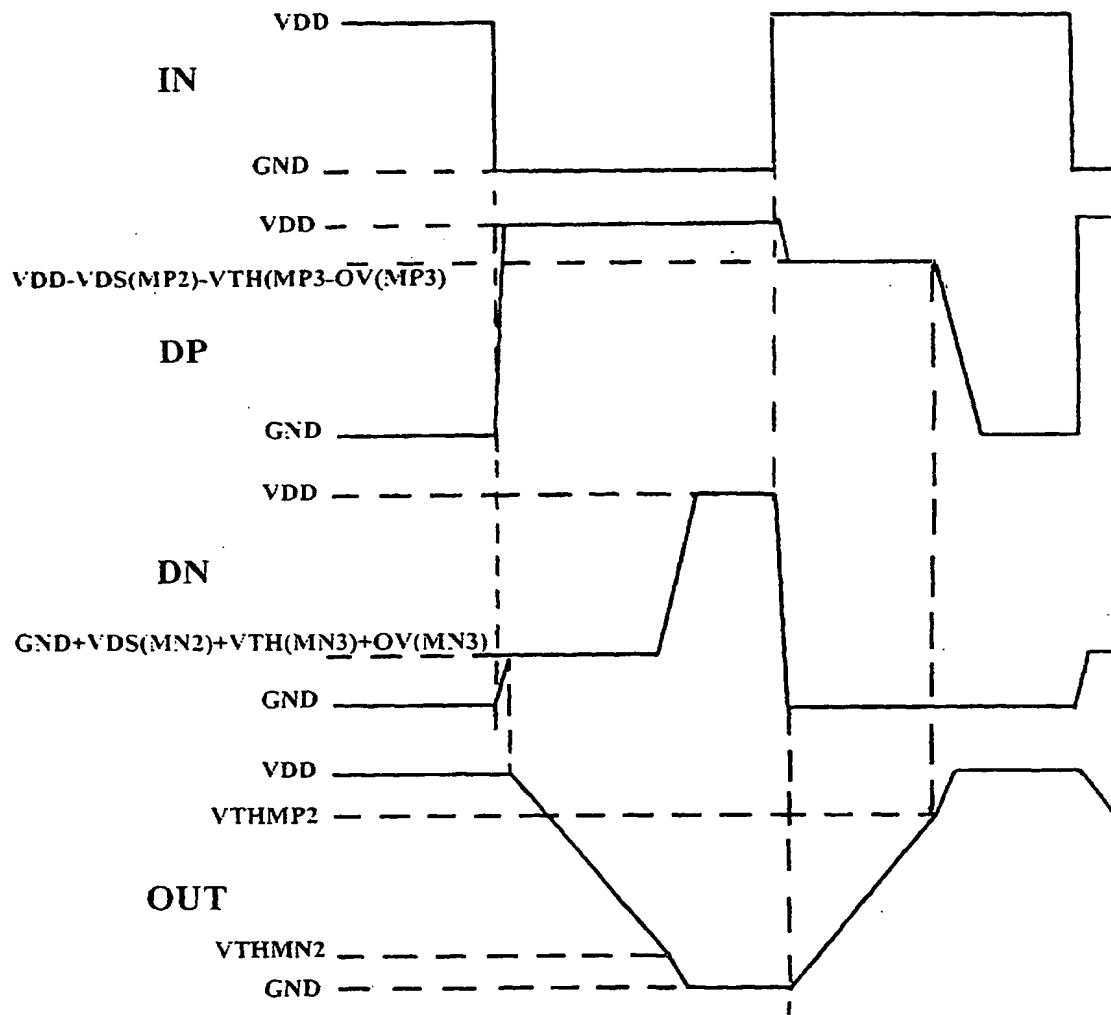 VDD
IN
GND
VDD
VDD-VDS(MP2)-VTH(MP3-OV(MP3)
DP
GND
VDD
DN
GND+VDS(MN2)+VTH(MN3)+OV(MN3)
GND
VDD
VTHMP2
OUT
VTHMN2
GND